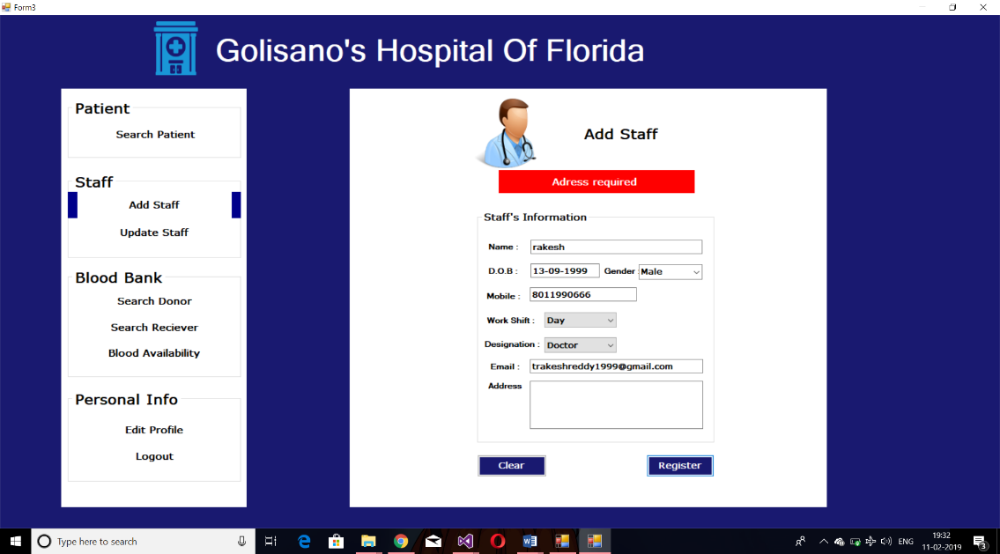 Form3
Golisano's Hospital Of Florida
Patient
Search Patient
Staff
Add Staff
Update Staff
Blood Bank
Search Donor
Search Reciever
Blood Availability
Personal Info
Edit Profile
Logout
Add Staff
Adress required
Staff's Information
Name : rakesh
D.O.B : 13-09-1999 Gender : Male
Mobile : 8011990666
Work Shift : Day
Designation : Doctor
Email : trakeshreddy1999@gmail.com
Address
Clear Register
Type here to search ENG 19:32
11-02-2019 3